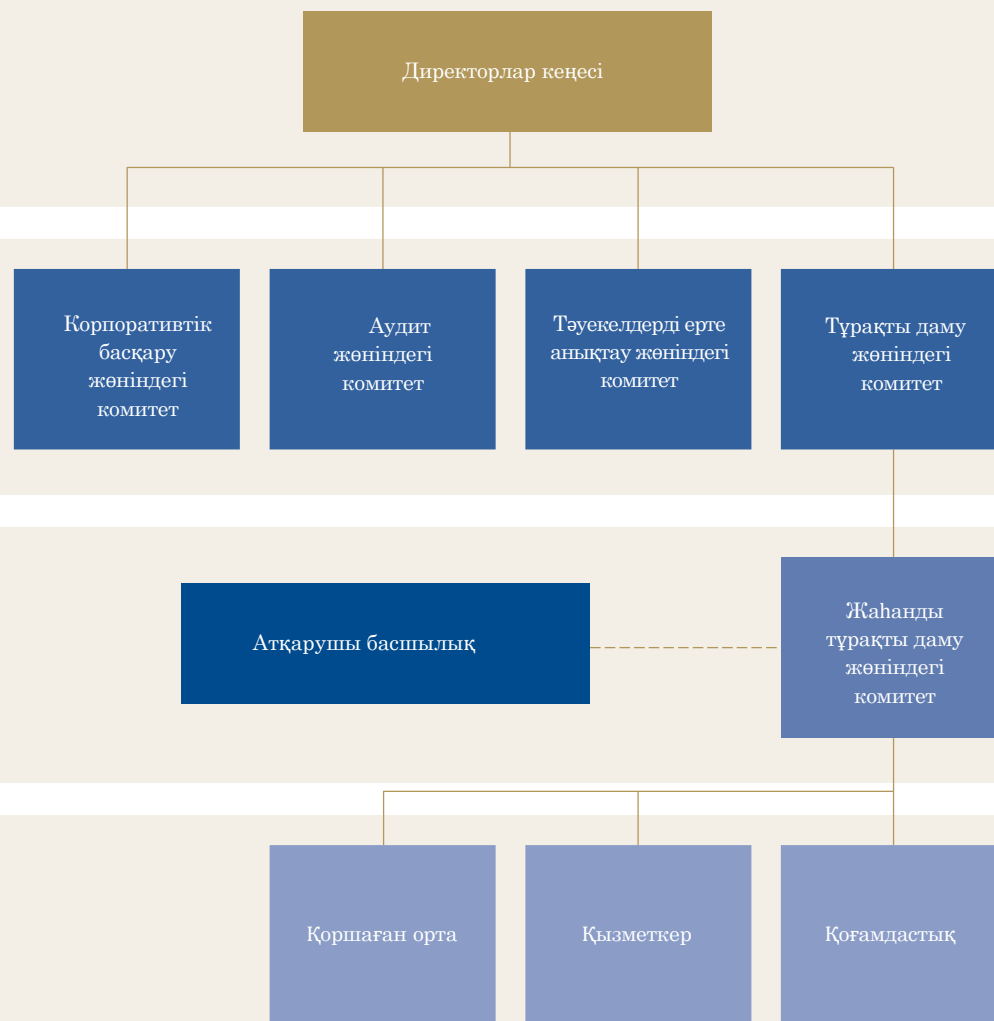 Директорлар кеңесі
Корпоративтік
басқару
жөніндегі
комитет
Аудит
жөніндегі
комитет
Тәуекелдерді ерте
анықтау жөніндегі
комитет
Тұрақты даму
жөніндегі
комитет
Атқарушы басшылық
Жаһанды
тұрақты даму
жөніндегі
комитет
Қоршаған орта
Қызметкер
Қоғамдастық